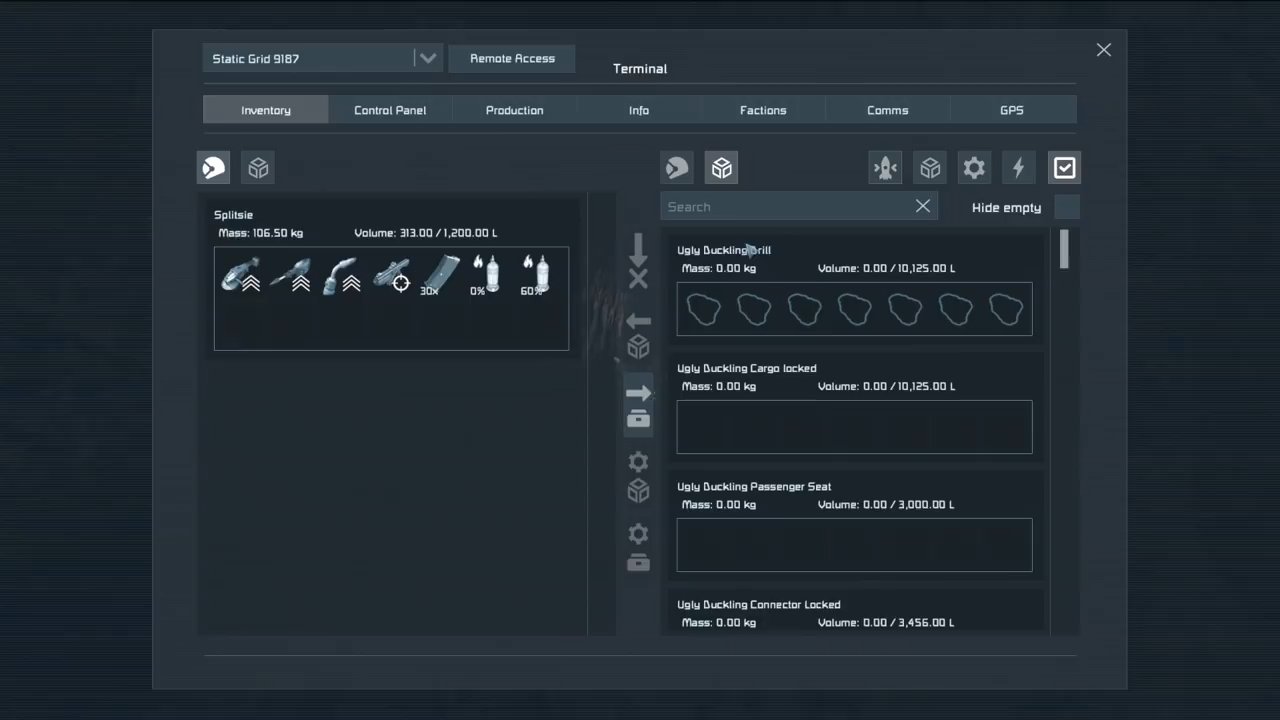 Static Grid 9187
Remote Access
Terminal
Inventory
Control Panel
Production
Info
Factions
Comms
GPS
Splitsie
Mass: 106.50 kg Volume: 313.00 / 1,200.00 L
30x
0%
60%
Search
Hide empty
Ugly Duckling Drill
Mass: 0.00 kg Volume: 0.00 / 10,125.00 L
Ugly Duckling Cargo locked
Mass: 0.00 kg Volume: 0.00 / 10,125.00 L
Ugly Duckling Passenger Seat
Mass: 0.00 kg Volume: 0.00 / 3,000.00 L
Ugly Duckling Connector Locked
Mass: 0.00 kg Volume: 0.00 / 3,456.00 L